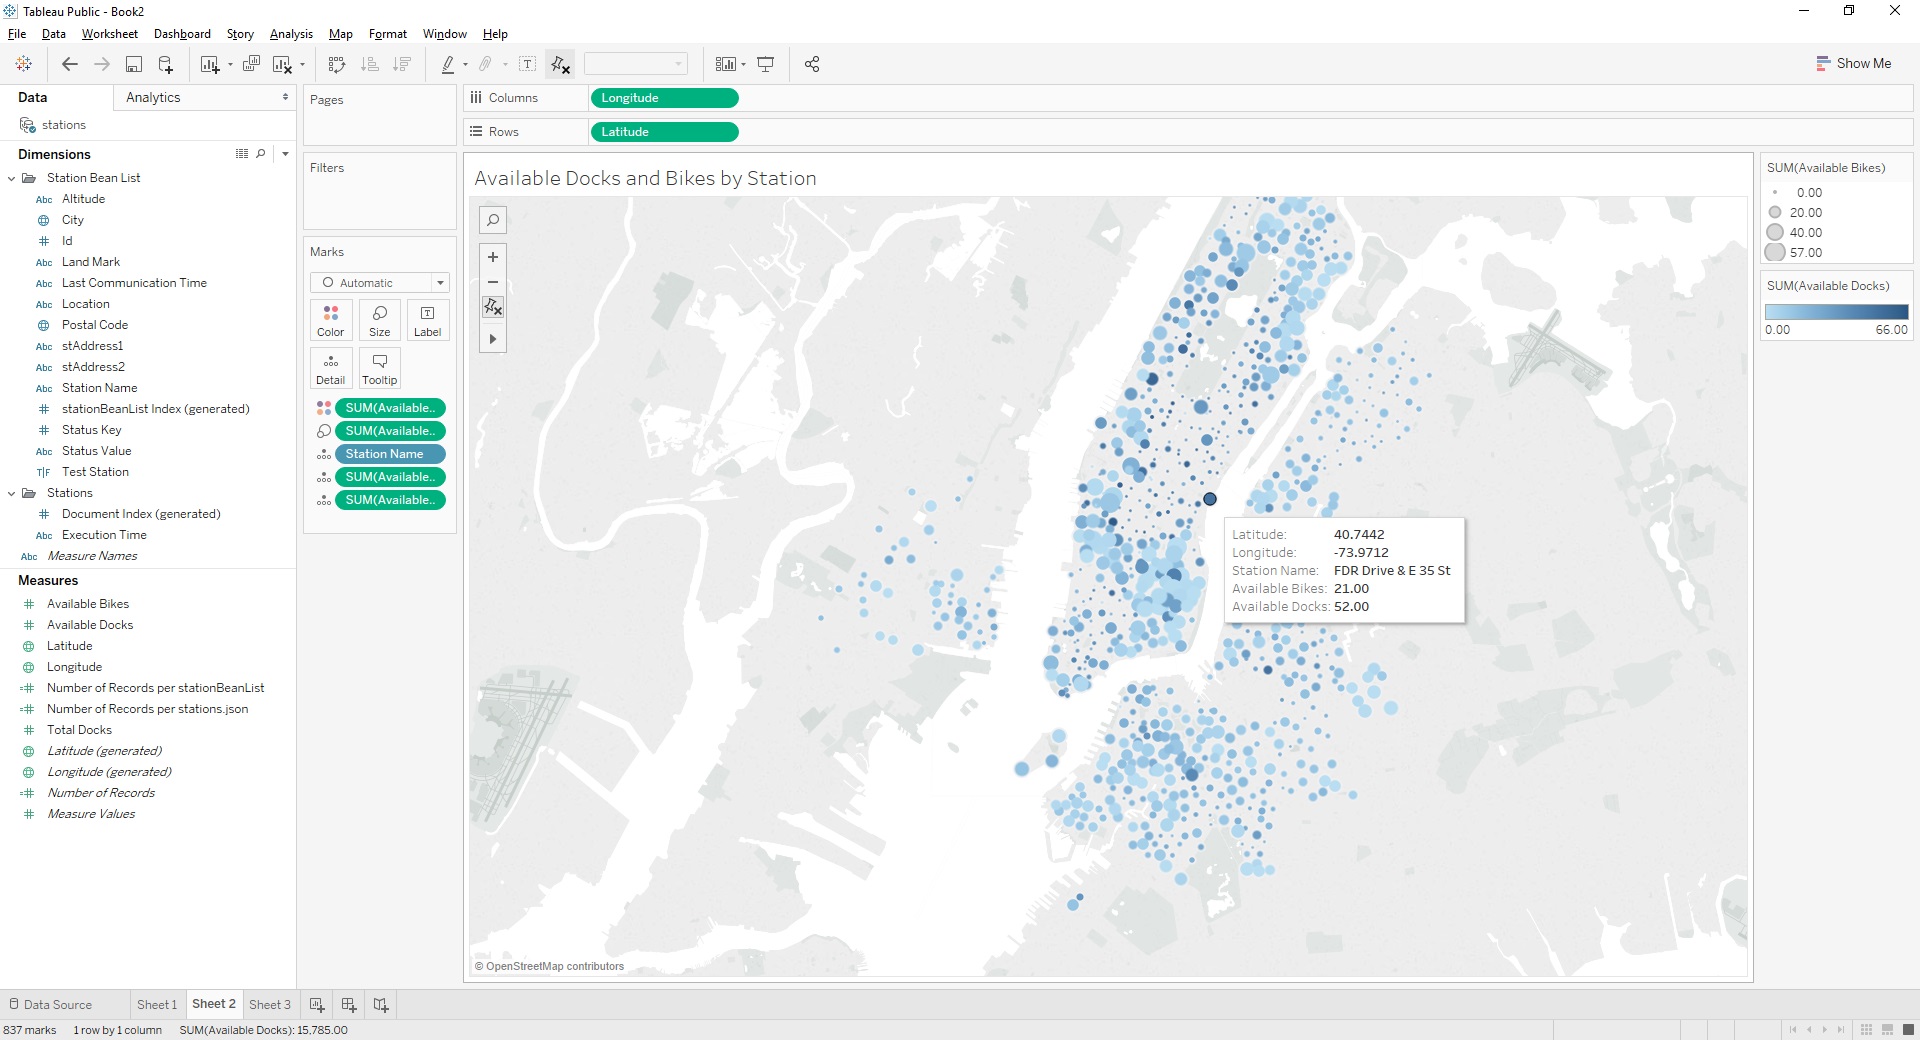 Tableau Public - Book2
File Data Worksheet Dashboard Story Analysis Map Format Window Help
Show Me
Data Analytics
stations
Dimensions
Station Bean List
Abc Altitude
City
Id
Abc Land Mark
Abc Last Communication Time
Abc Location
Postal Code
Abc stAddress1
Abc stAddress2
Abc Station Name
stationBeanList Index (generated)
Status Key
Abc Status Value
T|F Test Station
Stations
Document Index (generated)
Abc Execution Time
Abc Measure Names
Measures
Available Bikes
Available Docks
Latitude
Longitude
Number of Records per stationBeanList
Number of Records per stations.json
Total Docks
Latitude (generated)
Longitude (generated)
Number of Records
Measure Values
Pages
Filters
Marks
Automatic
Color Size Label
Detail Tooltip
SUM(Available..
SUM(Available..
Station Name
SUM(Available..
SUM(Available..
Columns Longitude
Rows Latitude
Available Docks and Bikes by Station
Latitude: 40.7442
Longitude: -73.9712
Station Name: FDR Drive & E 35 St
Available Bikes: 21.00
Available Docks: 52.00
© OpenStreetMap contributors
SUM(Available Bikes)
0.00
20.00
40.00
57.00
SUM(Available Docks)
0.00 66.00
Data Source Sheet 1 Sheet 2 Sheet 3
837 marks 1 row by 1 column SUM(Available Docks): 15,785.00